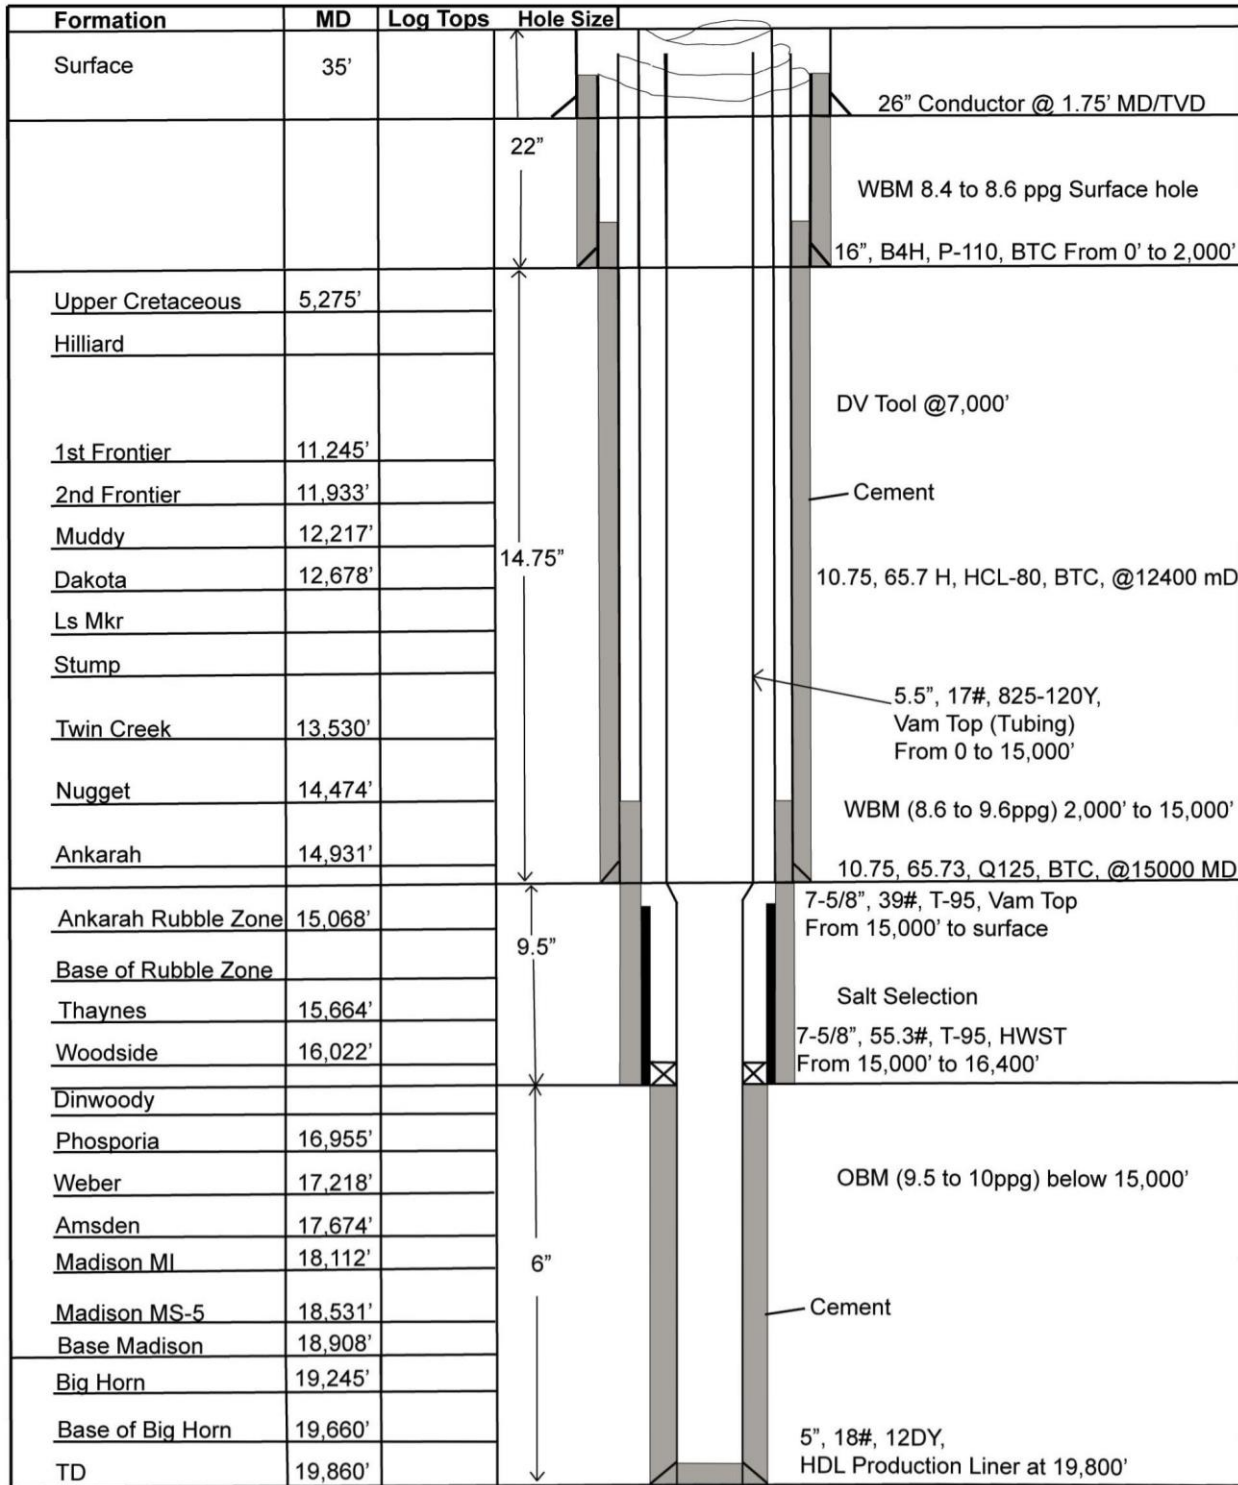 Formation MD Log Tops Hole Size
Surface 35’
26” Conductor @ 1.75’ MD/TVD
22”
WBM 8.4 to 8.6 ppg Surface hole
16”, B4H, P-110, BTC From 0’ to 2,000’
Upper Cretaceous 5,275’
Hilliard
DV Tool @7,000’
1st Frontier 11,245’
2nd Frontier 11,933’
Cement
Muddy 12,217’
14.75”
Dakota 12,678’
10.75, 65.7 H, HCL-80, BTC, @12400 mD
Ls Mkr
Stump
5.5”, 17#, 825-120Y,
Vam Top (Tubing)
From 0 to 15,000’
Twin Creek 13,530’
Nugget 14,474’
WBM (8.6 to 9.6ppg) 2,000’ to 15,000’
Ankarah 14,931’
10.75, 65.73, Q125, BTC, @15000 MD
7-5/8”, 39#, T-95, Vam Top
From 15,000’ to surface
Ankarah Rubble Zone 15,068’
9.5”
Base of Rubble Zone
Salt Selection
Thaynes 15,664’
7-5/8”, 55.3#, T-95, HWST
From 15,000’ to 16,400’
Woodside 16,022’
Dinwoody
Phosporia 16,955’
Weber 17,218’
OBM (9.5 to 10ppg) below 15,000’
Amsden 17,674’
Madison MI 18,112’
6”
Madison MS-5 18,531’
Cement
Base Madison 18,908’
Big Horn 19,245’
Base of Big Horn 19,660’
5”, 18#, 12DY,
HDL Production Liner at 19,800’
TD 19,860’